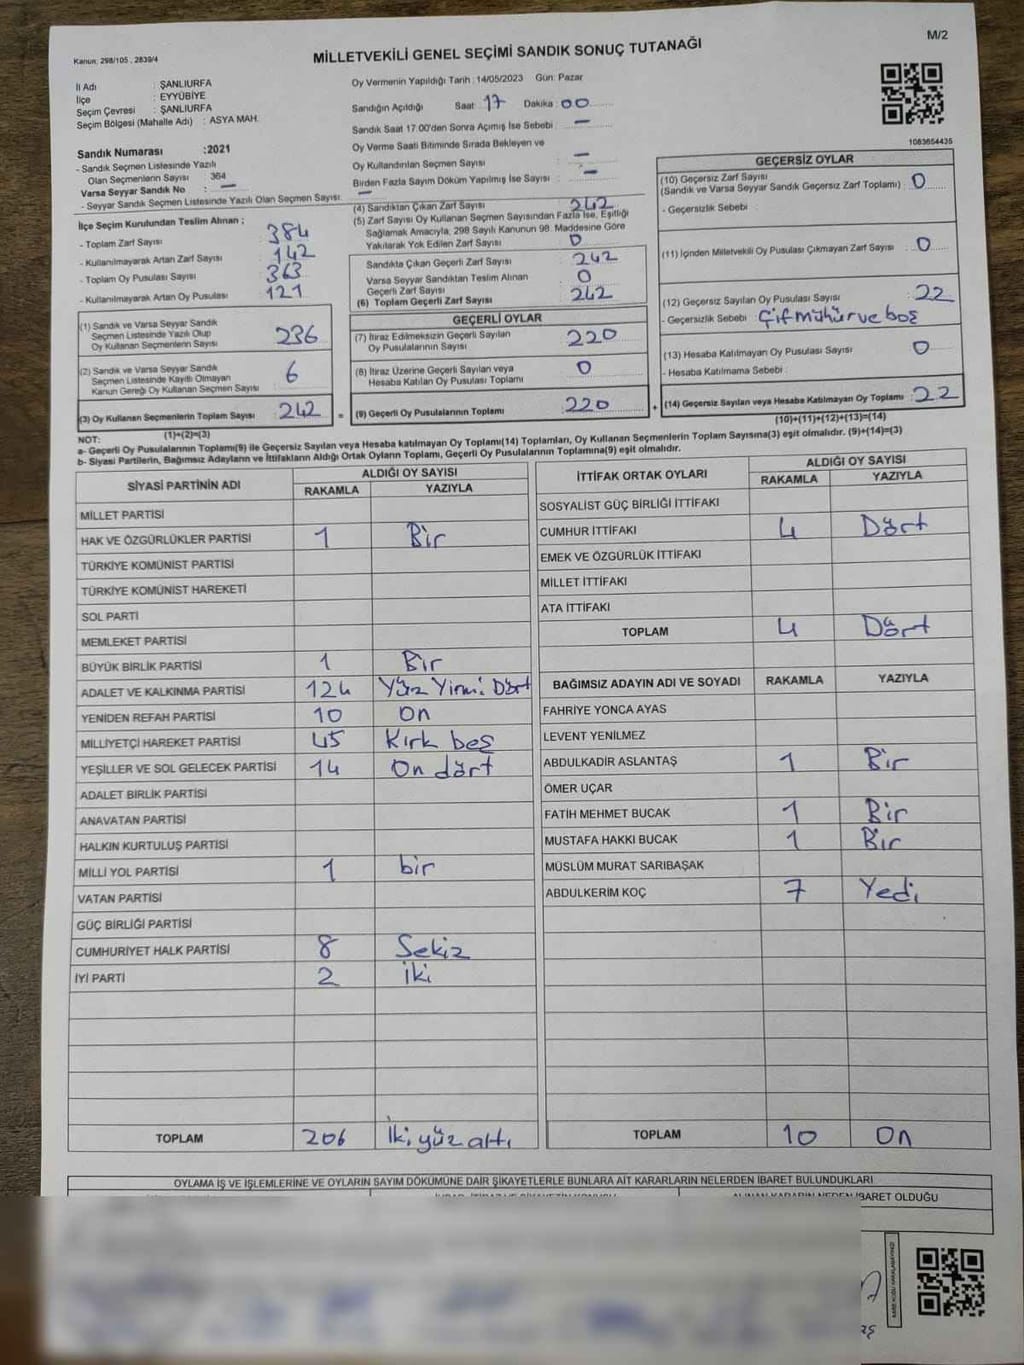 M/2
Kanun: 298/105 , 2839/4
MİLLETVEKİLİ GENEL SEÇİMİ SANDIK SONUÇ TUTANAĞI
İl Adı : ŞANLIURFA
İlçe : EYYÜBİYE
Seçim Çevresi : ŞANLIURFA
Seçim Bölgesi (Mahalle Adı) : ASYA MAH.
Sandık Numarası :2021
- Sandık Seçmen Listesinde Yazılı
Olan Seçmenlerin Sayısı 364
Varsa Seyyar Sandık No : -
- Seyyar Sandık Seçmen Listesinde Yazılı Olan Seçmen Sayısı: -
Oy Vermenin Yapıldığı Tarih : 14/05/2023 Gün: Pazar
Sandığın Açıldığı Saat: 17 Dakika : 00
Sandık Saat 17:00'den Sonra Açımış İse Sebebi : -
Oy Verme Saati Bitiminde Sırada Bekleyen ve
Oy Kullandırılan Seçmen Sayısı : -
Birden Fazla Sayım Döküm Yapılmış İse Sayısı : -
1083654435
İlçe Seçim Kurulundan Teslim Alınan ;
- Toplam Zarf Sayısı : 384
- Kullanılmayarak Artan Zarf Sayısı : 142
- Toplam Oy Pusulası Sayısı : 363
- Kullanılmayarak Artan Oy Pusulası : 121
(4) Sandıktan Çıkan Zarf Sayısı : 242
(5) Zarf Sayısı Oy Kullanan Seçmen Sayısından Fazla İse, Eşitliği
Sağlamak Amacıyla, 298 Sayılı Kanunun 98. Maddesine Göre
Yakılarak Yok Edilen Zarf Sayısı : 0
Sandıkta Çıkan Geçerli Zarf Sayısı : 242
Varsa Seyyar Sandıktan Teslim Alınan
Geçerli Zarf Sayısı : 0
(6) Toplam Geçerli Zarf Sayısı : 242
GEÇERSİZ OYLAR
(10) Geçersiz Zarf Sayısı
(Sandık ve Varsa Seyyar Sandık Geçersiz Zarf Toplamı) : 0
- Geçersizlik Sebebi :
(11) İçinden Milletvekili Oy Pusulası Çıkmayan Zarf Sayısı : 0
(12) Geçersiz Sayılan Oy Pusulası Sayısı : 22
- Geçersizlik Sebebi : Çif mühür ve boş
(13) Hesaba Katılmayan Oy Pusulası Sayısı : 0
- Hesaba Katılmama Sebebi :
(14) Geçersiz Sayılan veya Hesaba Katılmayan Oy Toplamı : 22
(10)+(11)+(12)+(13)=(14)
(1) Sandık ve Varsa Seyyar Sandık
Seçmen Listesinde Yazılı Olup
Oy Kullanan Seçmenlerin Sayısı 236
(2) Sandık ve Varsa Seyyar Sandık
Seçmen Listesinde Kayıtlı Olmayan
Kanun Gereği Oy Kullanan Seçmen Sayısı 6
(3) Oy Kullanan Seçmenlerin Toplam Sayısı : 242
(1)+(2)=(3)
GEÇERLİ OYLAR
(7) İtiraz Edilmeksizin Geçerli Sayılan
Oy Pusulalarının Sayısı : 220
(8) İtiraz Üzerine Geçerli Sayılan veya
Hesaba Katılan Oy Pusulası Toplamı : 0
= (9) Geçerli Oy Pusulalarının Toplamı : 220 +
NOT:
a- Geçerli Oy Pusulalarının Toplamı(9) ile Geçersiz Sayılan veya Hesaba katılmayan Oy Toplamı(14) Toplamları, Oy Kullanan Seçmenlerin Toplam Sayısına(3) eşit olmalıdır. (9)+(14)=(3)
b- Siyasi Partilerin, Bağımsız Adayların ve İttifakların Aldığı Ortak Oyların Toplamı, Geçerli Oy Pusulalarının Toplamına(9) eşit olmalıdır.
SİYASİ PARTİNİN ADI ALDIĞI OY SAYISI
RAKAMLA YAZIYLA
MİLLET PARTİSİ
HAK VE ÖZGÜRLÜKLER PARTİSİ 1 Bir
TÜRKİYE KOMÜNİST PARTİSİ
TÜRKİYE KOMÜNİST HAREKETİ
SOL PARTİ
MEMLEKET PARTİSİ
BÜYÜK BİRLİK PARTİSİ 1 Bir
ADALET VE KALKINMA PARTİSİ 124 Yüz Yirmi Dört
YENİDEN REFAH PARTİSİ 10 On
MİLLİYETÇİ HAREKET PARTİSİ 45 Kırk beş
YEŞİLLER VE SOL GELECEK PARTİSİ 14 On dört
ADALET BİRLİK PARTİSİ
ANAVATAN PARTİSİ
HALKIN KURTULUŞ PARTİSİ
MİLLİ YOL PARTİSİ 1 bir
VATAN PARTİSİ
GÜÇ BİRLİĞİ PARTİSİ
CUMHURİYET HALK PARTİSİ 8 Sekiz
İYİ PARTİ 2 İki
TOPLAM 206 İki yüz altı
İTTİFAK ORTAK OYLARI ALDIĞI OY SAYISI
RAKAMLA YAZIYLA
SOSYALİST GÜÇ BİRLİĞİ İTTİFAKI
CUMHUR İTTİFAKI 4 Dört
EMEK VE ÖZGÜRLÜK İTTİFAKI
MİLLET İTTİFAKI
ATA İTTİFAKI
TOPLAM 4 Dört
BAĞIMSIZ ADAYIN ADI VE SOYADI RAKAMLA YAZIYLA
FAHRİYE YONCA AYAS
LEVENT YENİLMEZ
ABDULKADİR ASLANTAŞ 1 Bir
ÖMER UÇAR
FATİH MEHMET BUCAK 1 Bir
MUSTAFA HAKKI BUCAK 1 Bir
MÜSLÜM MURAT SARIBAŞAK
ABDULKERİM KOÇ 7 Yedi
TOPLAM 10 On
OYLAMA İŞ VE İŞLEMLERİNE VE OYLARIN SAYIM DÖKÜMÜNE DAİR ŞİKAYETLERLE BUNLARA AİT KARARLARIN NELERDEN İBARET BULUNDUKLARI
ALINAN KARARIN NEDEN İBARET OLDUĞU